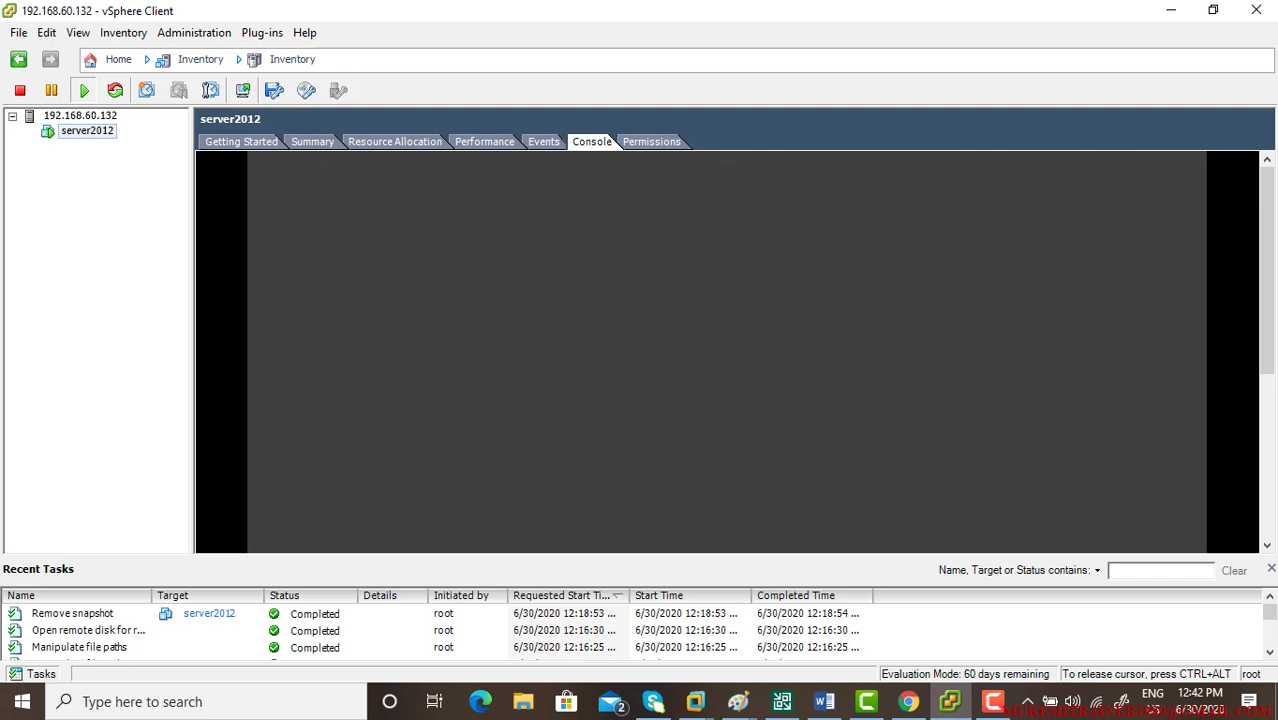 192.168.60.132 - vSphere Client
File Edit View Inventory Administration Plug-ins Help
Home Inventory Inventory
192.168.60.132
server2012
server2012
Getting Started Summary Resource Allocation Performance Events Console Permissions
Recent Tasks
Name, Target or Status contains: Clear
Name Target Status Details Initiated by Requested Start Ti... Start Time Completed Time
Remove snapshot server2012 Completed root 6/30/2020 12:18:53 ... 6/30/2020 12:18:53 ... 6/30/2020 12:18:54 ...
Open remote disk for r... Completed root 6/30/2020 12:16:30 ... 6/30/2020 12:16:30 ... 6/30/2020 12:16:30 ...
Manipulate file paths Completed root 6/30/2020 12:16:25 ... 6/30/2020 12:16:25 ... 6/30/2020 12:16:25 ...
Tasks Evaluation Mode: 60 days remaining To release cursor, press CTRL+ALT root
Type here to search 2 ENG 12:42 PM
6/30/2020